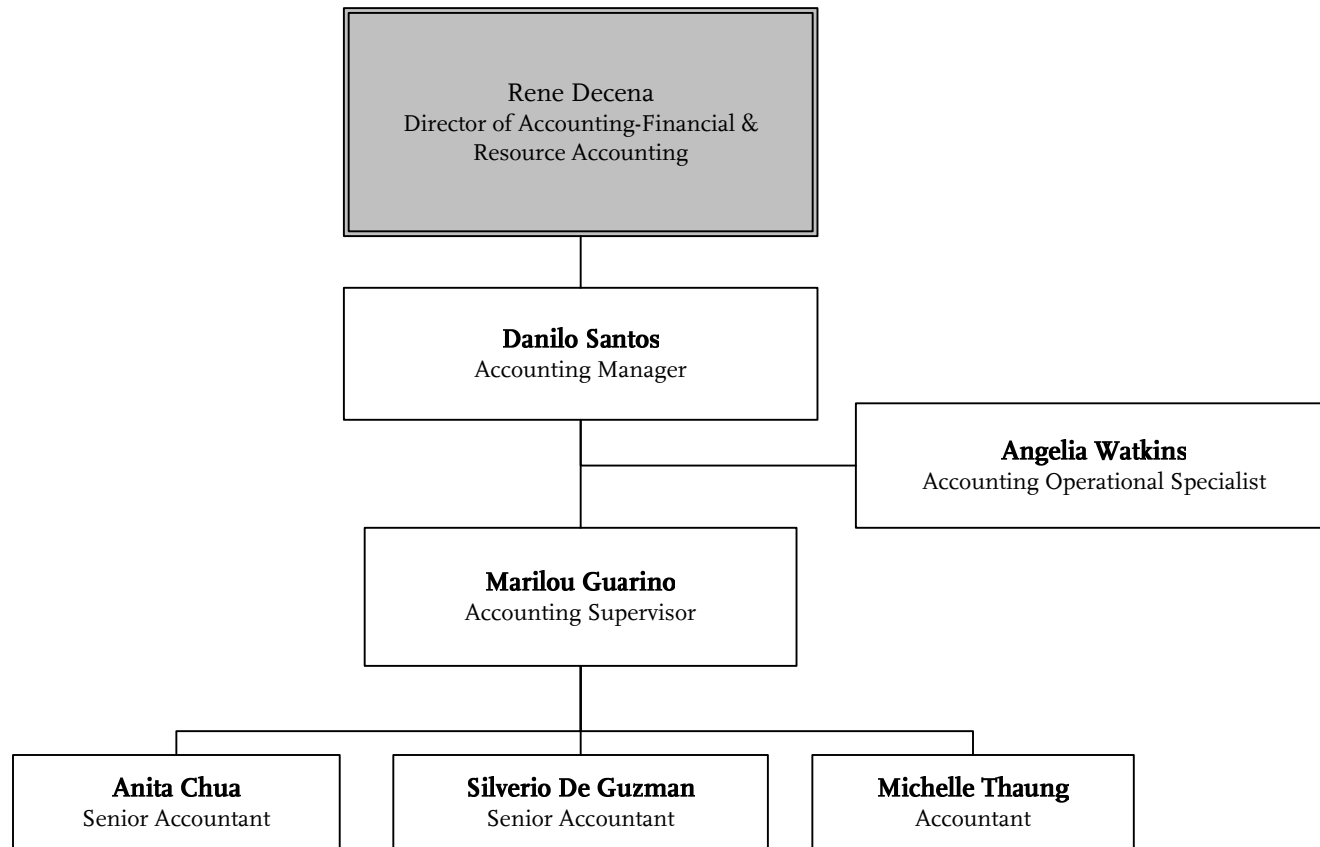 Rene Decena
Director of Accounting-Financial &
Resource Accounting
Danilo Santos
Accounting Manager
Angelia Watkins
Accounting Operational Specialist
Marilou Guarino
Accounting Supervisor
Anita Chua
Senior Accountant
Silverio De Guzman
Senior Accountant
Michelle Thaung
Accountant